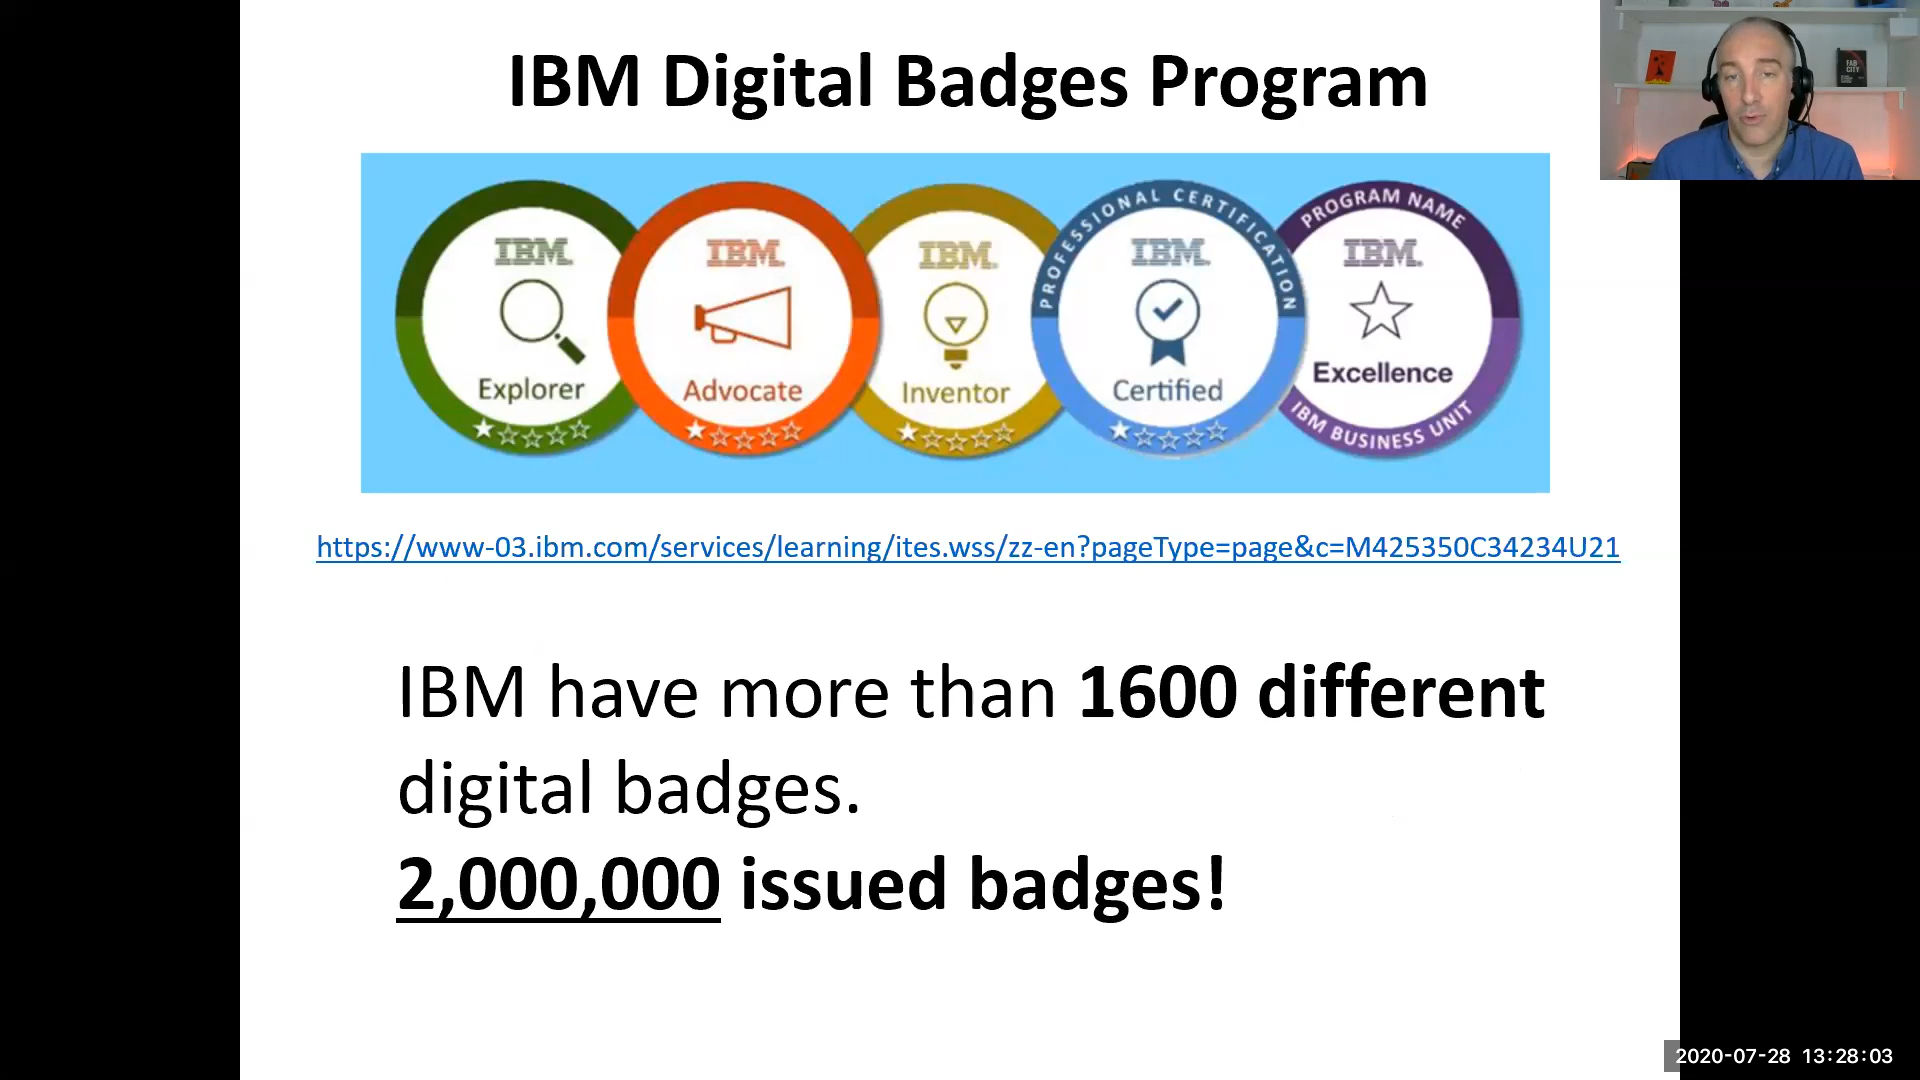 IBM Digital Badges Program
IBM
Explorer
IBM
Advocate
IBM
Inventor
PROFESSIONAL CERTIFICATION
IBM
Certified
PROGRAM NAME
IBM
Excellence
IBM BUSINESS UNIT
FAB
CITY
https://www-03.ibm.com/services/learning/ites.wss/zz-en?pageType=page&c=M425350C34234U21
IBM have more than 1600 different
digital badges.
2,000,000 issued badges!
2020-07-28 13:28:03